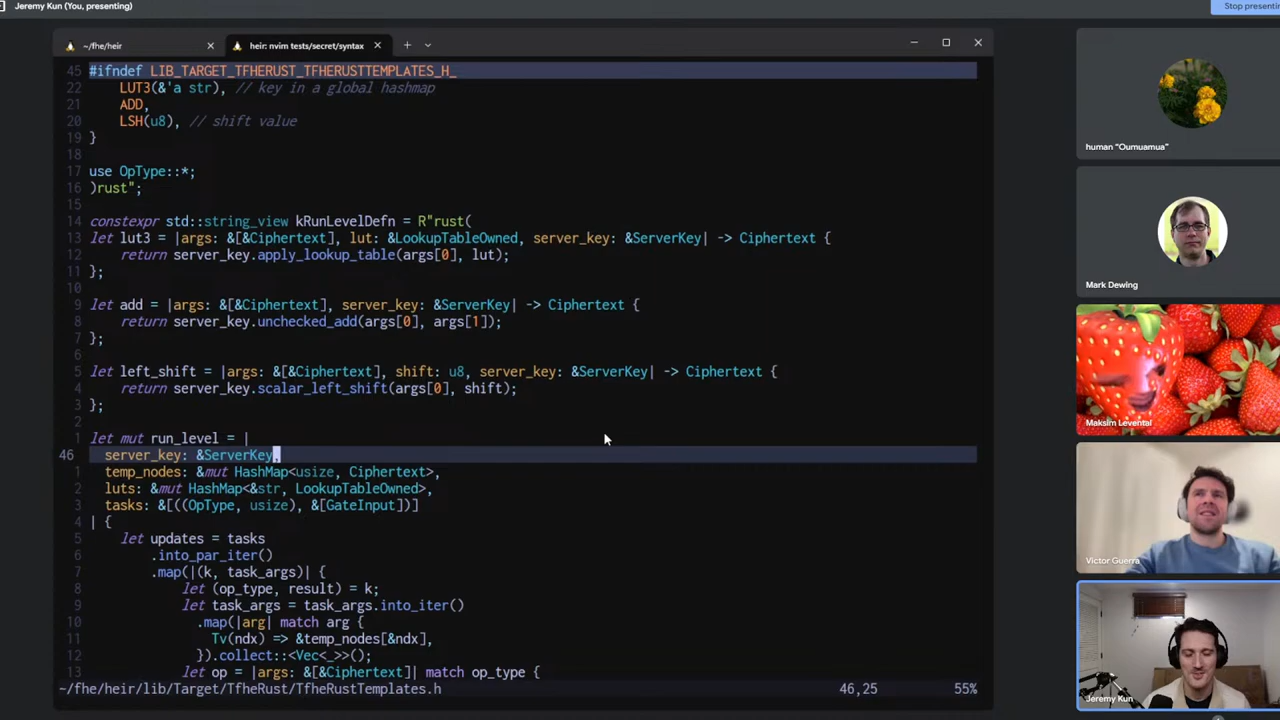 Jeremy Kun (You, presenting)
Stop presenting
~/fhe/heir
heir: nvim tests/secret/syntax
45 #ifndef LIB_TARGET_TFHERUST_TFHERUSTTEMPLATES_H_
22 LUT3(&'a str), // key in a global hashmap
21 ADD,
20 LSH(u8), // shift value
19 }
18
17 use OpType::*;
16 )rust";
15
14 constexpr std::string_view kRunLevelDefn = R"rust(
13 let lut3 = |args: &[&Ciphertext], lut: &LookupTableOwned, server_key: &ServerKey| -> Ciphertext {
12 return server_key.apply_lookup_table(args[0], lut);
11 };
10
9 let add = |args: &[&Ciphertext], server_key: &ServerKey| -> Ciphertext {
8 return server_key.unchecked_add(args[0], args[1]);
7 };
6
5 let left_shift = |args: &[&Ciphertext], shift: u8, server_key: &ServerKey| -> Ciphertext {
4 return server_key.scalar_left_shift(args[0], shift);
3 };
2
1 let mut run_level = |
46 server_key: &ServerKey,
1 temp_nodes: &mut HashMap<usize, Ciphertext>,
2 luts: &mut HashMap<&str, LookupTableOwned>,
3 tasks: &[((OpType, usize), &[GateInput])]
4 | {
5 let updates = tasks
6 .into_par_iter()
7 .map(|(k, task_args)| {
8 let (op_type, result) = k;
9 let task_args = task_args.into_iter()
10 .map(|arg| match arg {
11 Tv(ndx) => &temp_nodes[&ndx],
12 }).collect::<Vec<_>>();
13 let op = |args: &[&Ciphertext]| match op_type {
~/fhe/heir/lib/Target/TfheRust/TfheRustTemplates.h 46,25 55%
human "Oumuamua"
Mark Dewing
Maksim Levental
Victor Guerra
Jeremy Kun